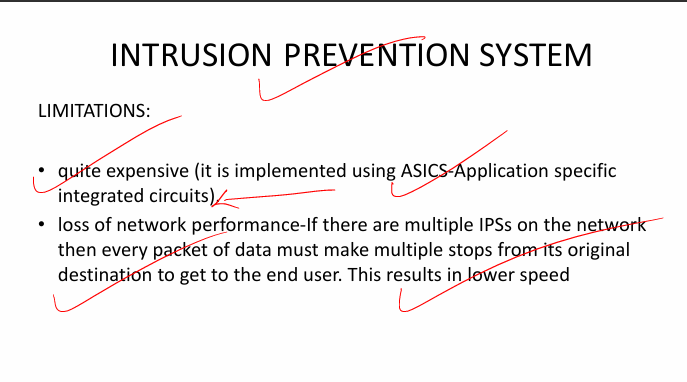 INTRUSION PREVENTION SYSTEM
LIMITATIONS:
• quite expensive (it is implemented using ASICS-Application specific
integrated circuits).
• loss of network performance-If there are multiple IPSs on the network
then every packet of data must make multiple stops from its original
destination to get to the end user. This results in lower speed